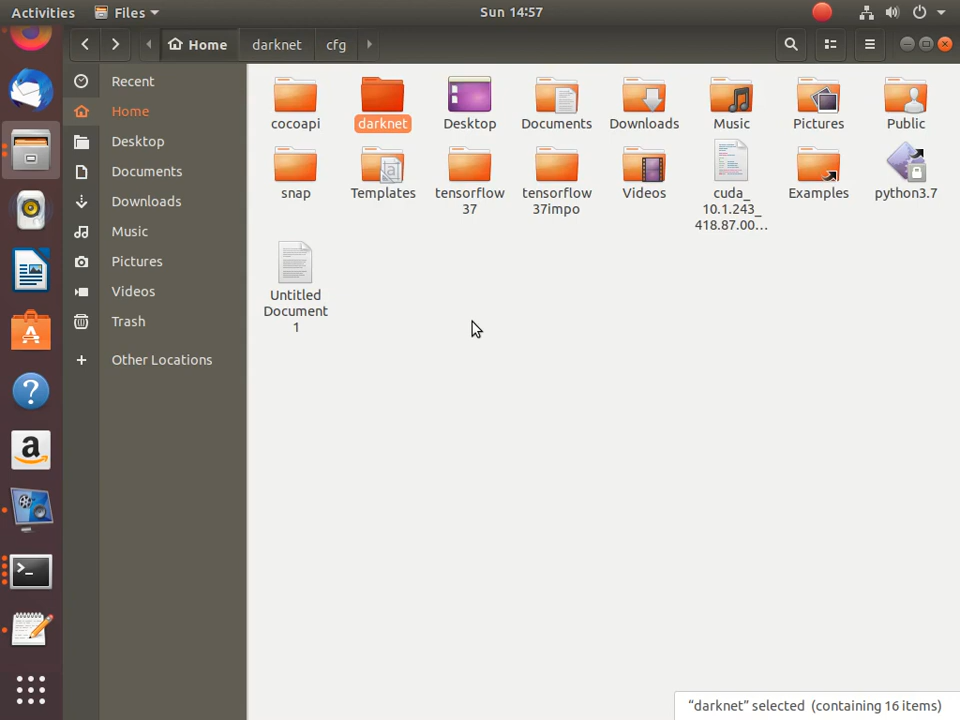 Activities
Files
Sun 14:57
Home
darknet
cfg
Recent
Home
Desktop
Documents
Downloads
Music
Pictures
Videos
Trash
Other Locations
cocoapi
darknet
Desktop
Documents
Downloads
Music
Pictures
Public
snap
Templates
tensorflow
37
tensorflow
37impo
Videos
cuda_
10.1.243_
418.87.00...
Examples
python3.7
Untitled
Document
1
"darknet" selected (containing 16 items)